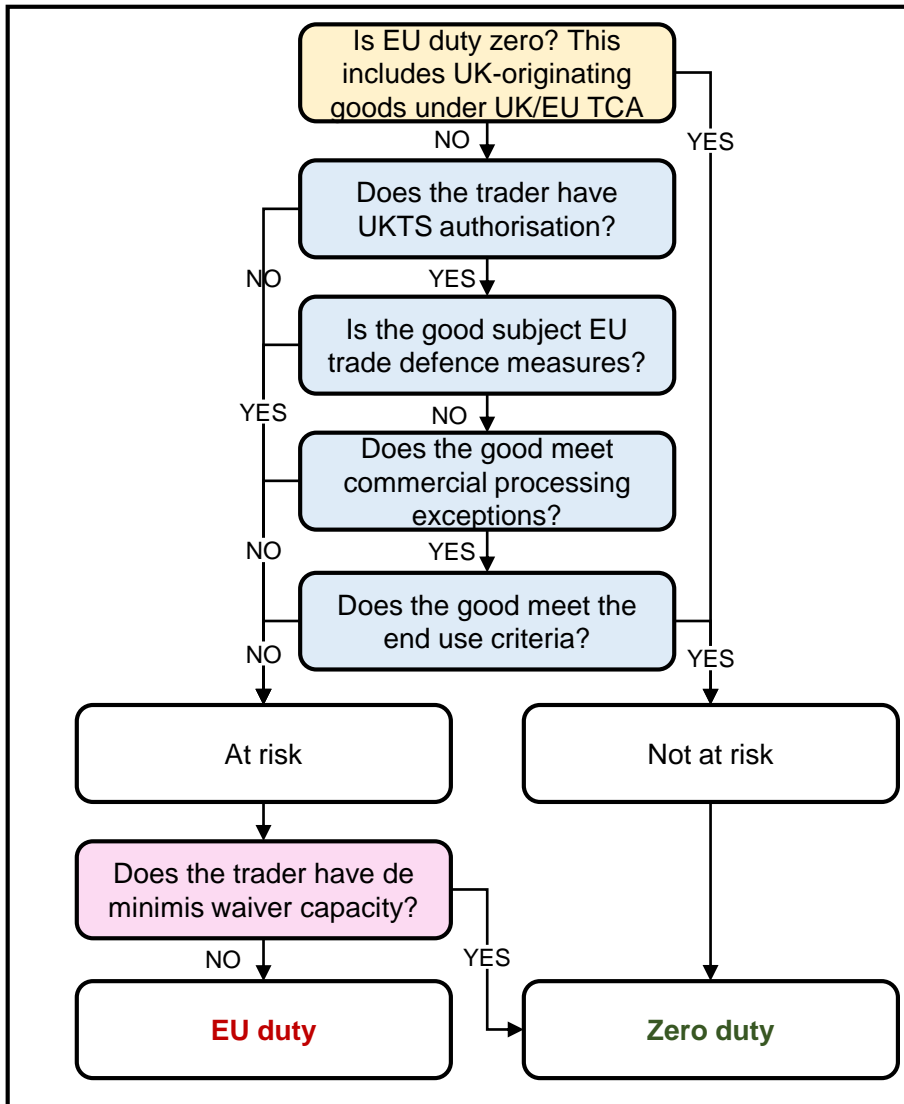 Is EU duty zero? This
includes UK-originating
goods under UK/EU TCA
NO
YES
Does the trader have
UKTS authorisation?
NO
YES
Is the good subject EU
trade defence measures?
YES
NO
Does the good meet
commercial processing
exceptions?
NO
YES
Does the good meet the
end use criteria?
NO
YES
At risk
Not at risk
Does the trader have de
minimis waiver capacity?
NO
YES
EU duty
Zero duty